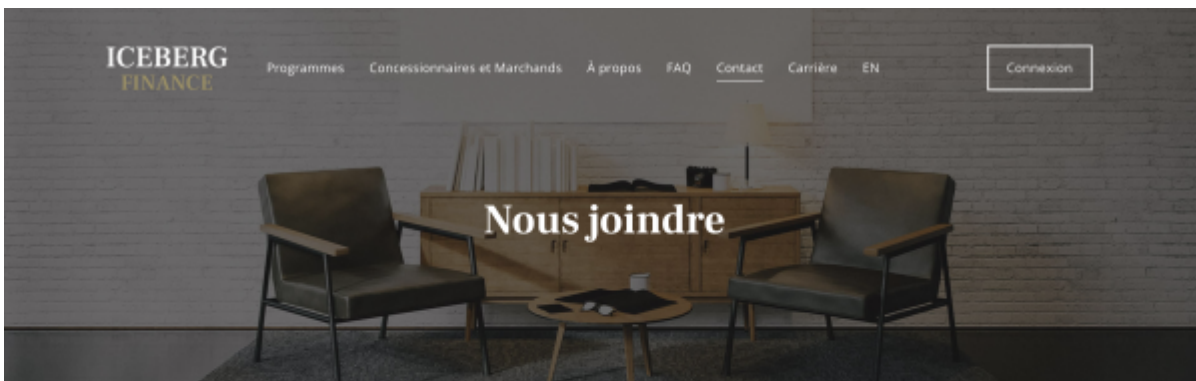 ICEBERG
FINANCE
Programmes Concessionnaires et Marchands À propos FAQ Contact Carrière EN
Connexion
Nous joindre